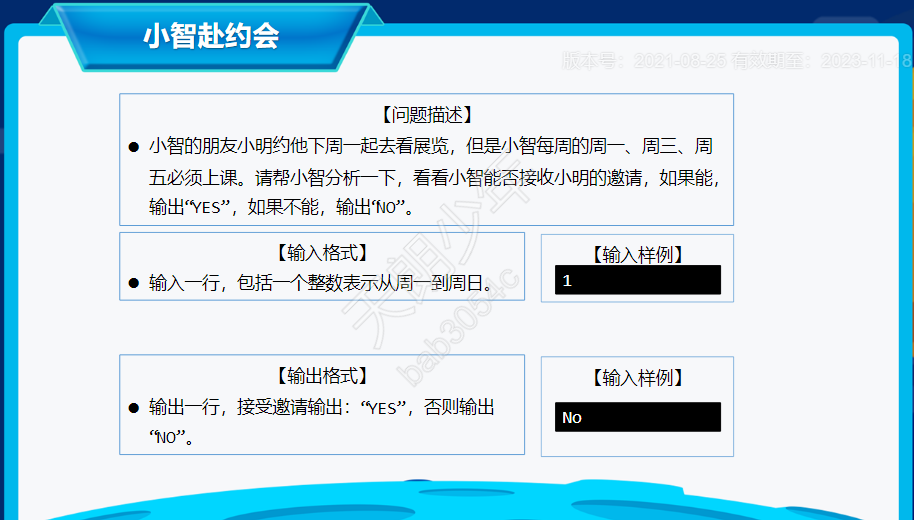 小智赴约会
版本号：2021-08-25 有效期至：2023-11-18
【问题描述】
● 小智的朋友小明约他下周一起去看展览，但是小智每周的周一、周三、周
五必须上课。请帮小智分析一下，看看小智能否接收小明的邀请，如果能，
输出“YES”，如果不能，输出“NO”。
【输入格式】
● 输入一行，包括一个整数表示从周一到周日。
【输入样例】
1
天朗少年
bab3054c
【输出格式】
● 输出一行，接受邀请输出：“YES”，否则输出
“NO”。
【输入样例】
No